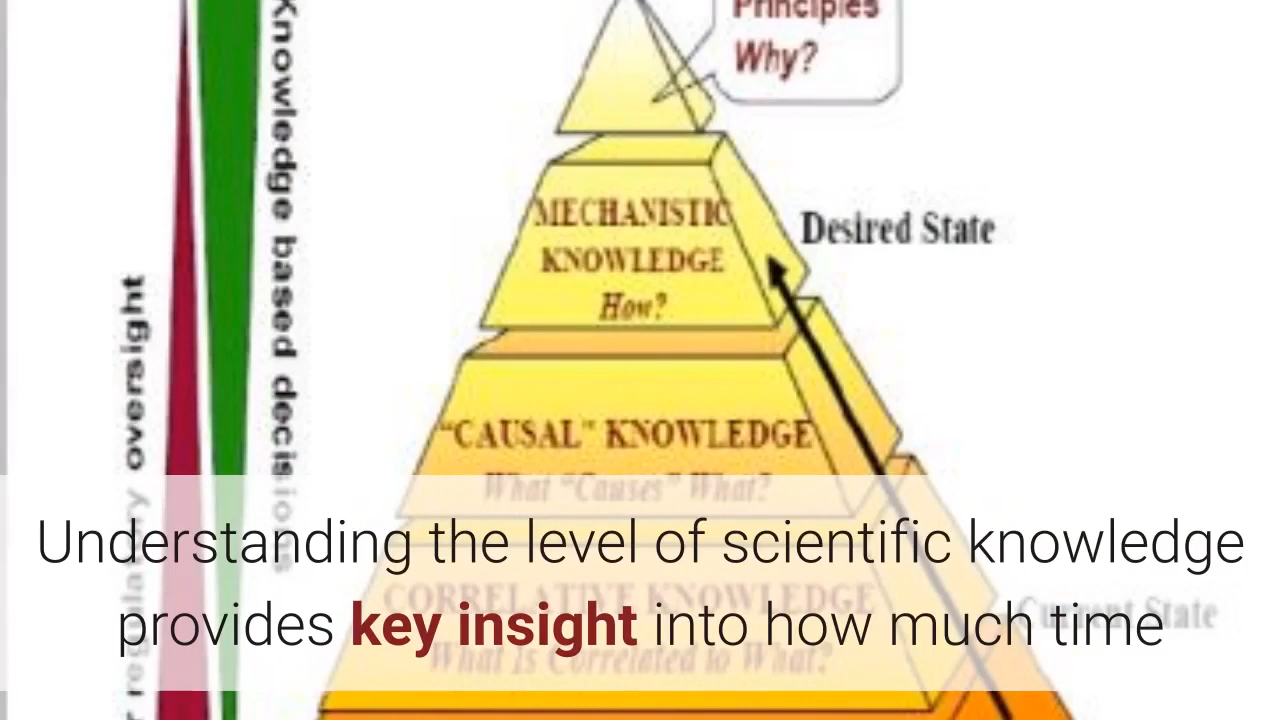 Principles
Why?
MECHANISTIC
KNOWLEDGE
How?
Desired State
"CAUSAL" KNOWLEDGE
What "Causes" What?
CORRELATIVE KNOWLEDGE
What Is Correlated to What?
Current State
Knowledge based decisions
regulatory oversight
Understanding the level of scientific knowledge
provides key insight into how much time